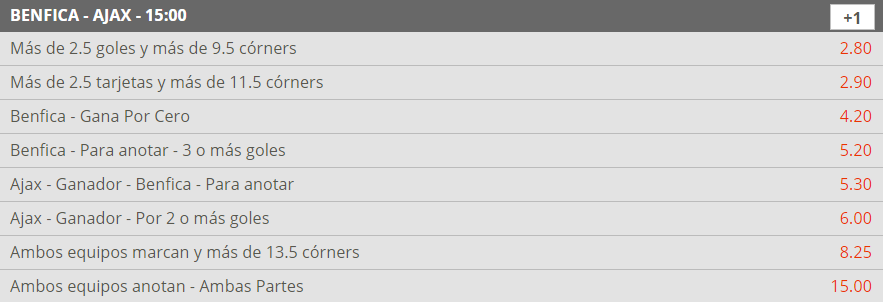 BENFICA - AJAX - 15:00 +1
Más de 2.5 goles y más de 9.5 córners 2.80
Más de 2.5 tarjetas y más de 11.5 córners 2.90
Benfica - Gana Por Cero 4.20
Benfica - Para anotar - 3 o más goles 5.20
Ajax - Ganador - Benfica - Para anotar 5.30
Ajax - Ganador - Por 2 o más goles 6.00
Ambos equipos marcan y más de 13.5 córners 8.25
Ambos equipos anotan - Ambas Partes 15.00